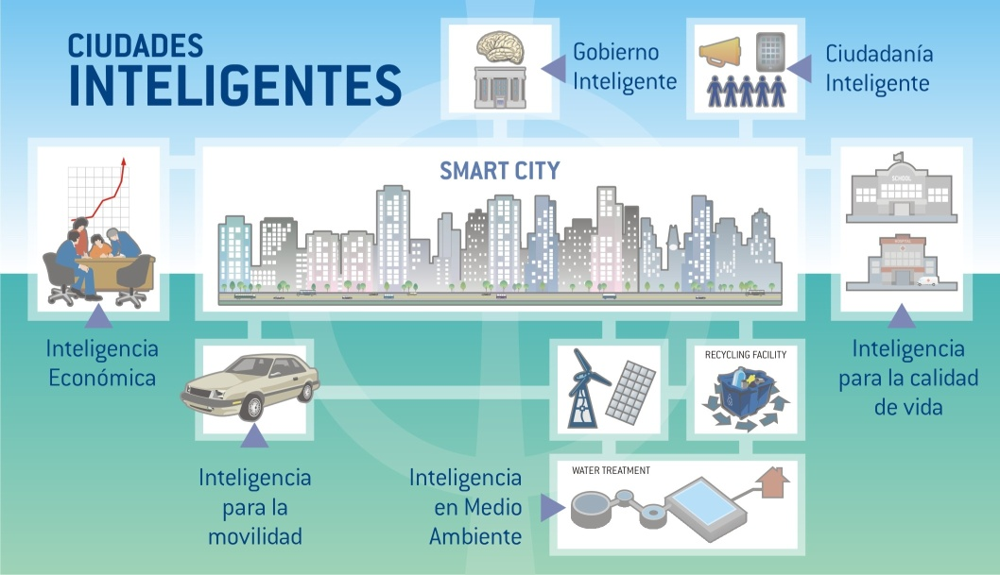 CIUDADES
INTELIGENTES
Gobierno
Inteligente
Ciudadanía
Inteligente
SMART CITY
SCHOOL
HOSPITAL
Inteligencia
Económica
RECYCLING FACILITY
Inteligencia
para la calidad
de vida
Inteligencia
para la
movilidad
Inteligencia
en Medio
Ambiente
WATER TREATMENT